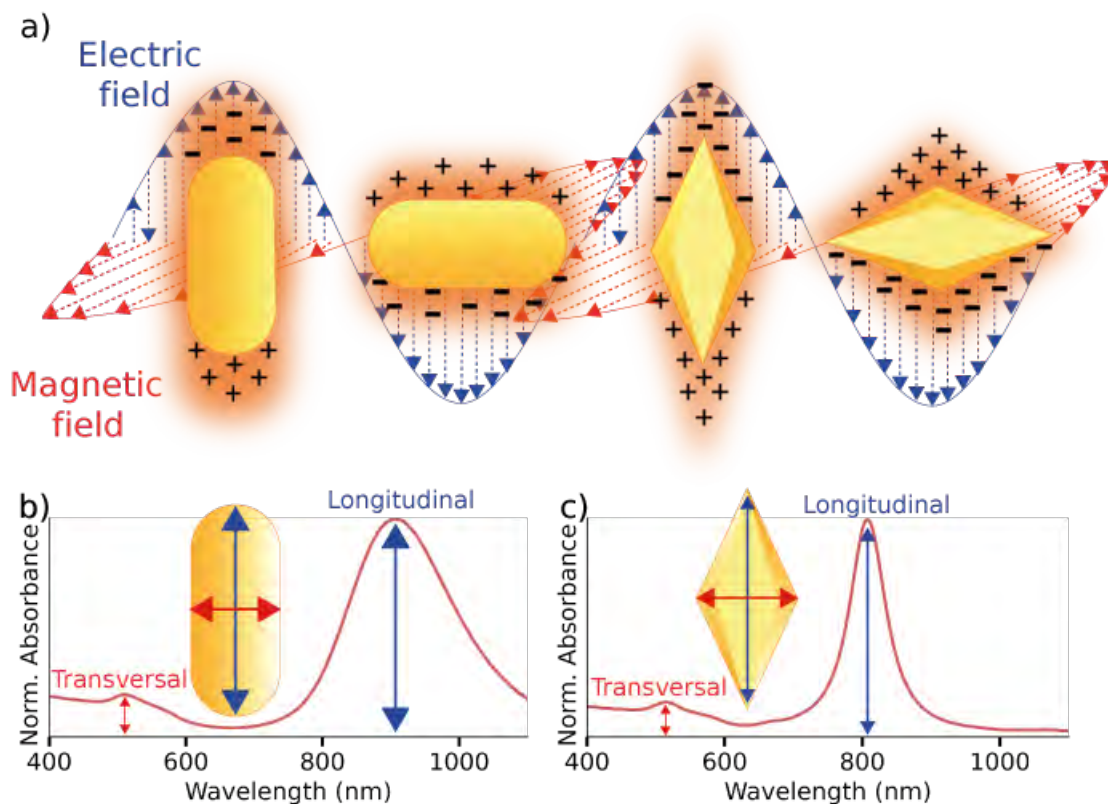 a)
Electric
field
Magnetic
field
b)
Longitudinal
Transversal
Norm. Absorbance
400
600
800
1000
Wavelength (nm)
c)
Longitudinal
Transversal
Norm. Absorbance
400
600
800
1000
Wavelength (nm)